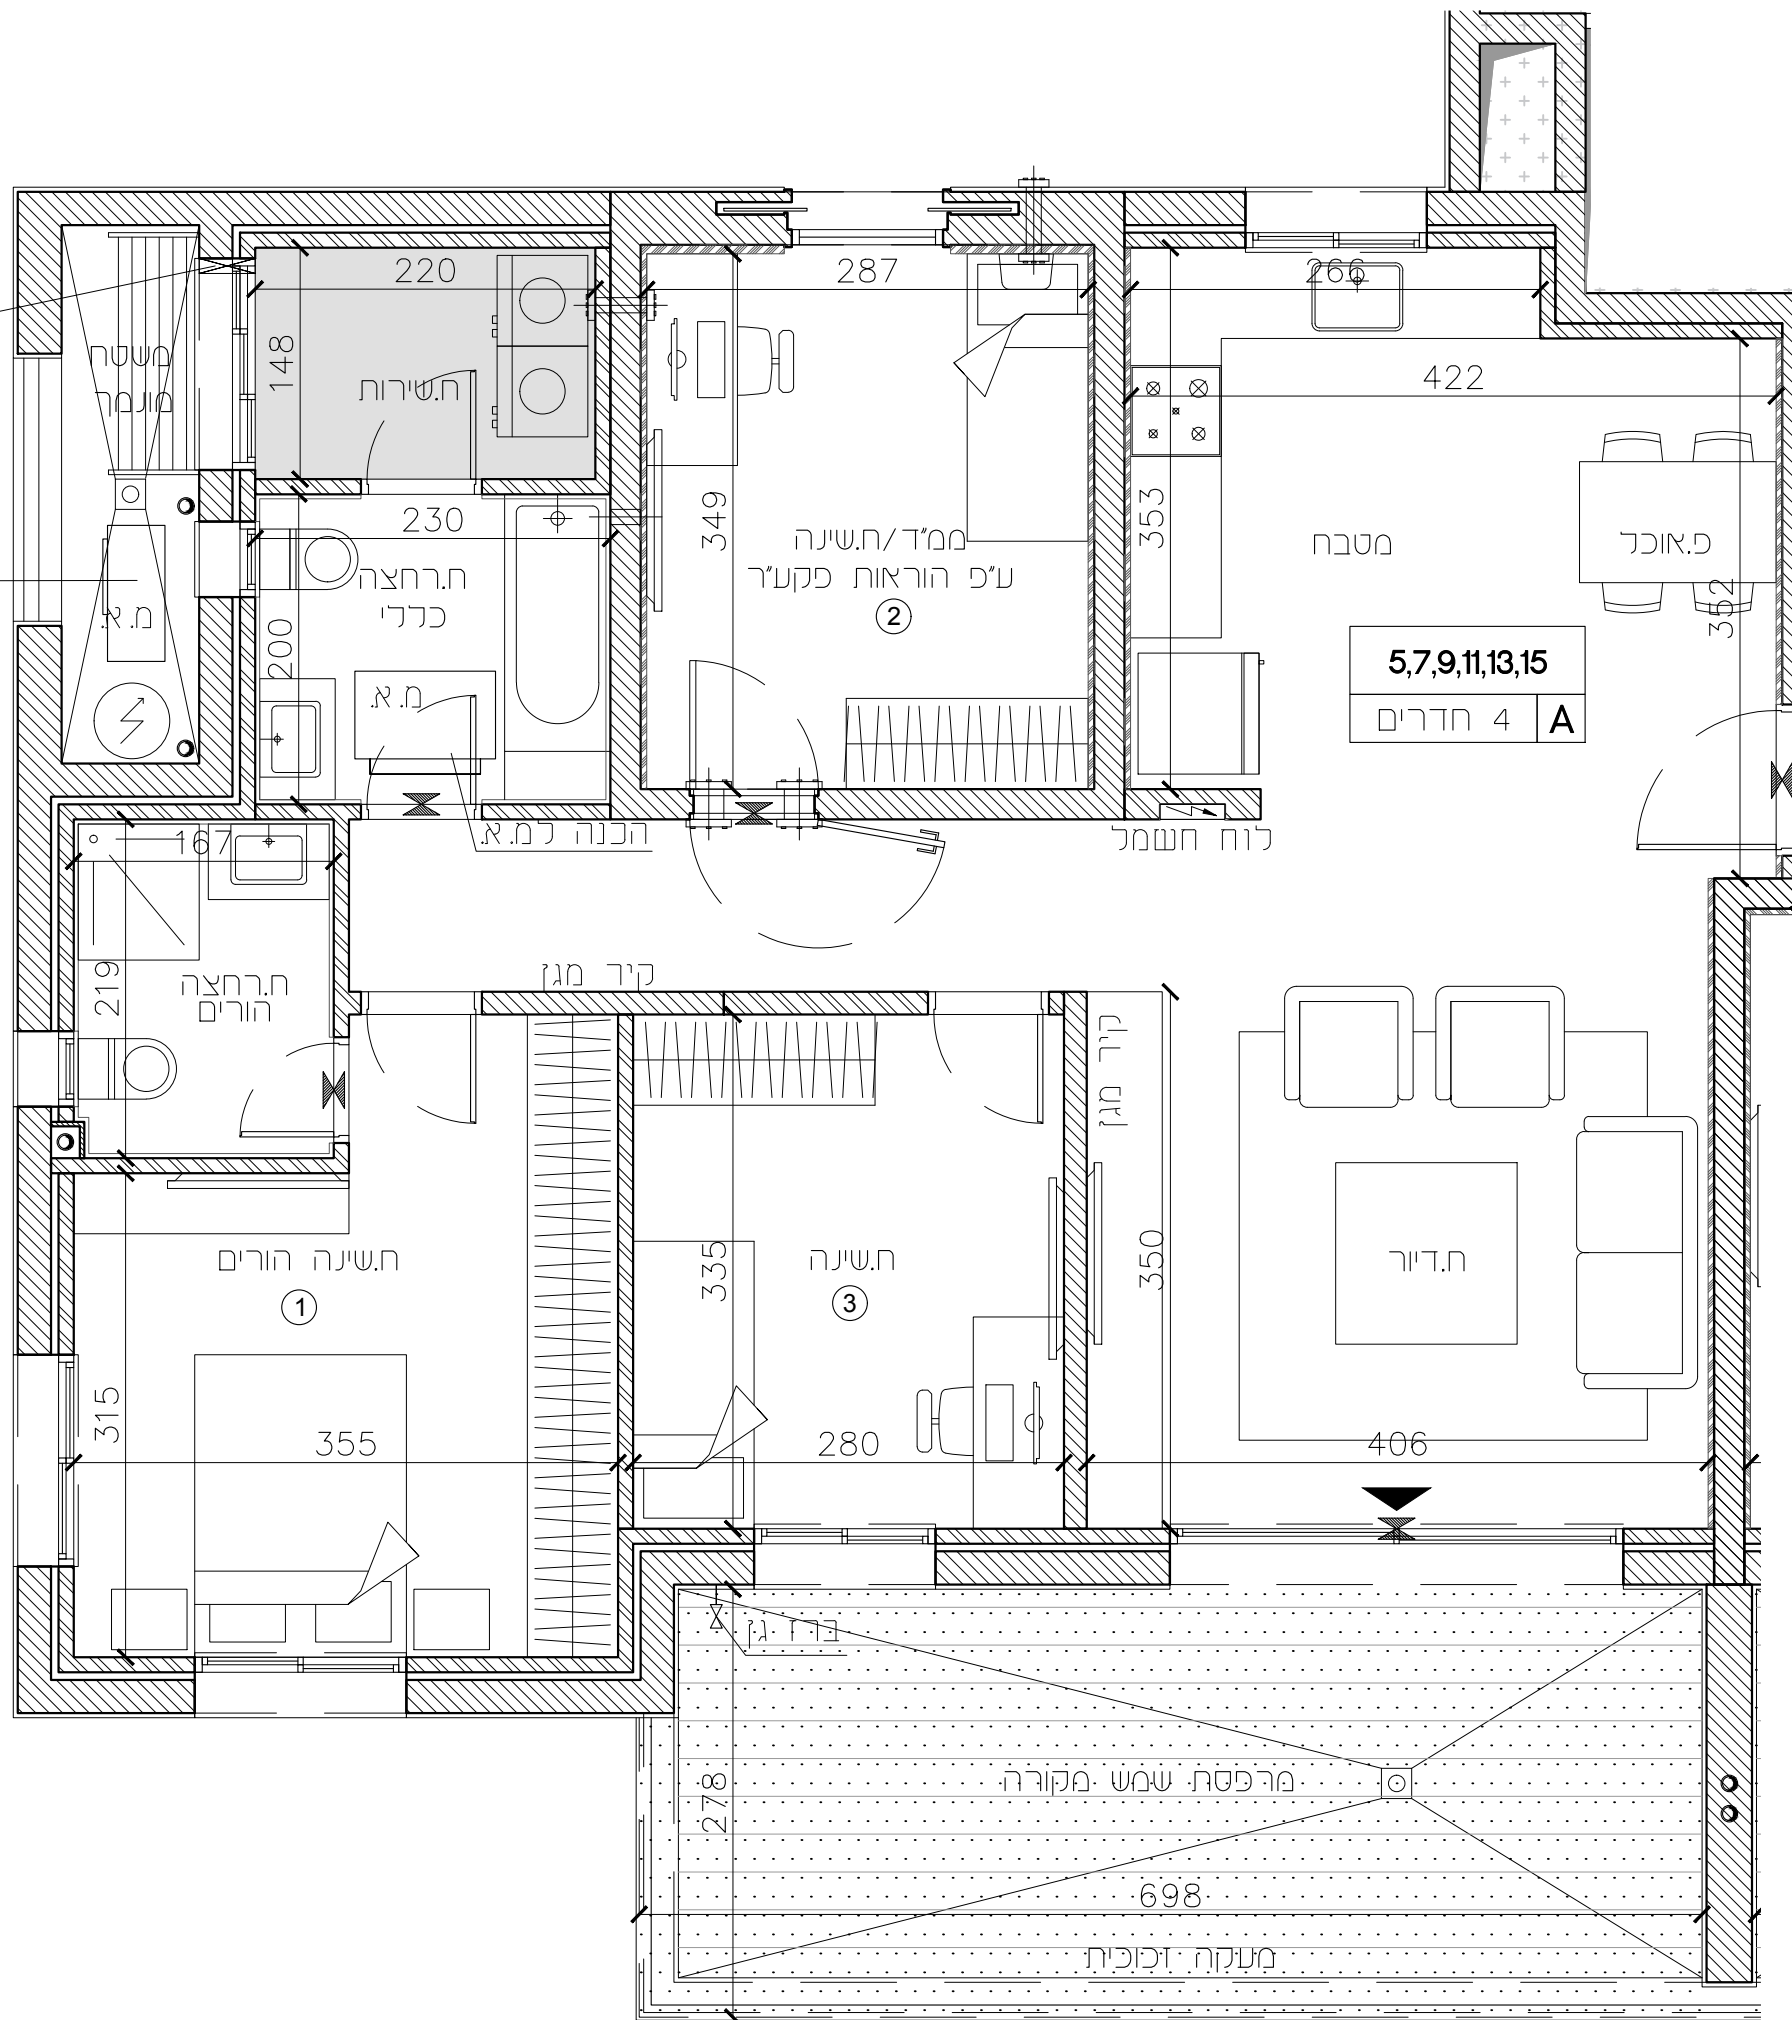 220
287
266
משטח
מונמך
148
ח.שירות
422
349
353
230
ממ"ד/ח.שינה
ע"פ הוראות פקע"ר
2
מטבח
פ.אוכל
ח.רחצה
כללי
מ.א.
352
200
מ.א.
5,7,9,11,13,15
4 חדרים
A
הכנה למ.א.
לוח חשמל
167
219
ח.רחצה
הורים
קיר מגן
קיר מגן
ח.שינה הורים
1
335
ח.שינה
3
350
ח.דיור
315
355
280
406
ברז גן
278
מרפסת שמש מקורה
698
מעקה זכוכית